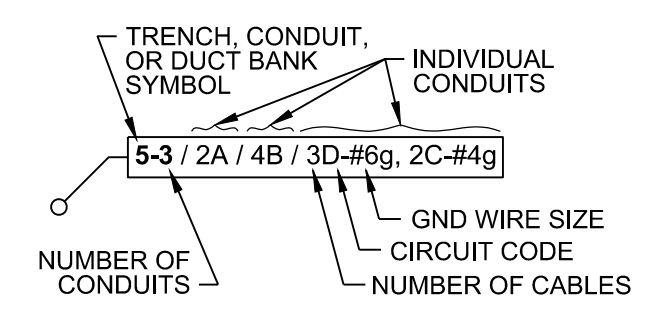 TRENCH, CONDUIT,
OR DUCT BANK
SYMBOL
INDIVIDUAL
CONDUITS
5-3 / 2A / 4B / 3D-#6g, 2C-#4g
GND WIRE SIZE
CIRCUIT CODE
NUMBER OF CABLES
NUMBER OF
CONDUITS